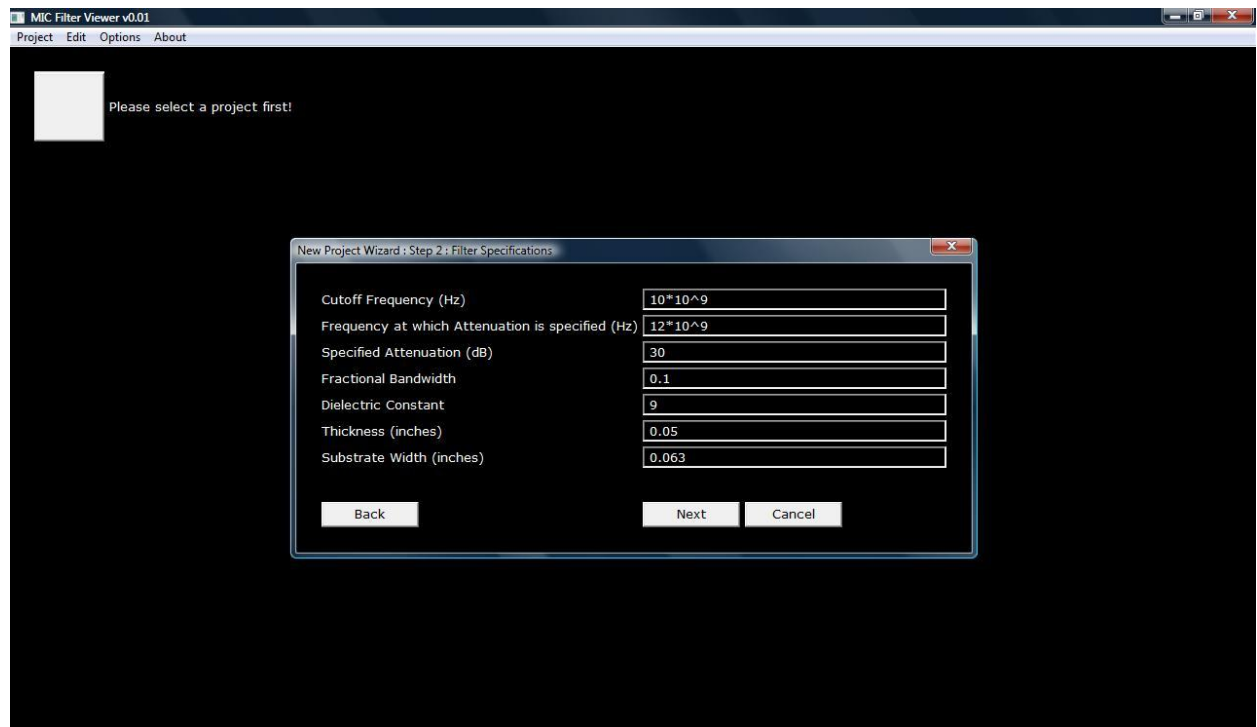 MIC Filter Viewer v0.01
Project Edit Options About
Please select a project first!
New Project Wizard : Step 2 : Filter Specifications
Cutoff Frequency (Hz) 10*10^9
Frequency at which Attenuation is specified (Hz) 12*10^9
Specified Attenuation (dB) 30
Fractional Bandwidth 0.1
Dielectric Constant 9
Thickness (inches) 0.05
Substrate Width (inches) 0.063
Back Next Cancel